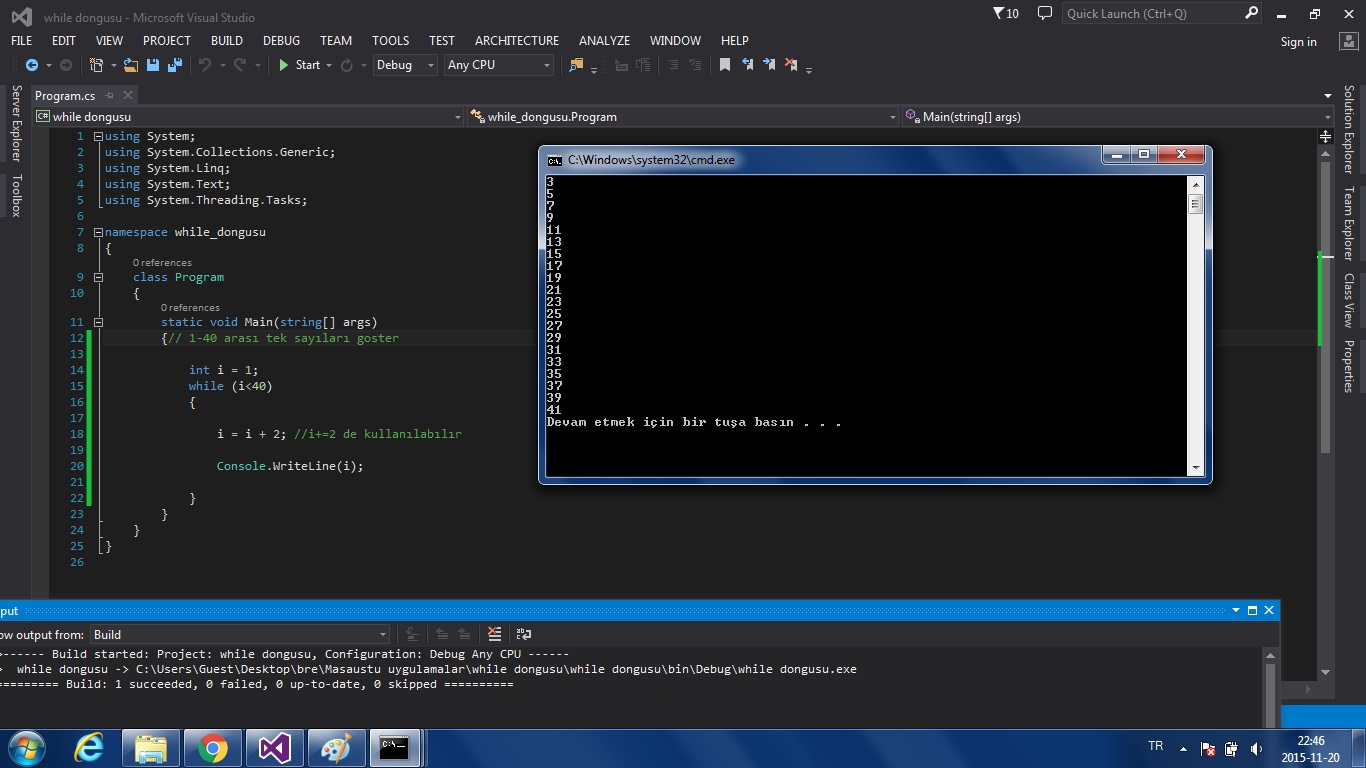 while dongusu - Microsoft Visual Studio
10
Quick Launch (Ctrl+Q)
FILE EDIT VIEW PROJECT BUILD DEBUG TEAM TOOLS TEST ARCHITECTURE ANALYZE WINDOW HELP
Sign in
Start
Debug
Any CPU
Server Explorer
Toolbox
Program.cs
while dongusu
while_dongusu.Program
Main(string[] args)
1 using System;
2 using System.Collections.Generic;
3 using System.Linq;
4 using System.Text;
5 using System.Threading.Tasks;
6
7 namespace while_dongusu
8 {
0 references
9 class Program
10 {
0 references
11 static void Main(string[] args)
12 {// 1-40 arası tek sayıları goster
13
14 int i = 1;
15 while (i<40)
16 {
17
18 i = i + 2; //i+=2 de kullanılabılır
19
20 Console.WriteLine(i);
21
22 }
23 }
24 }
25 }
26
C:\Windows\system32\cmd.exe
3
5
7
9
11
13
15
17
19
21
23
25
27
29
31
33
35
37
39
41
Devam etmek için bir tuşa basın . . .
Solution Explorer
Team Explorer
Class View
Properties
put
ow output from: Build
------ Build started: Project: while dongusu, Configuration: Debug Any CPU ------
while dongusu -> C:\Users\Guest\Desktop\bre\Masaustu uygulamalar\while dongusu\while dongusu\bin\Debug\while dongusu.exe
========= Build: 1 succeeded, 0 failed, 0 up-to-date, 0 skipped ==========
TR
22:46
2015-11-20